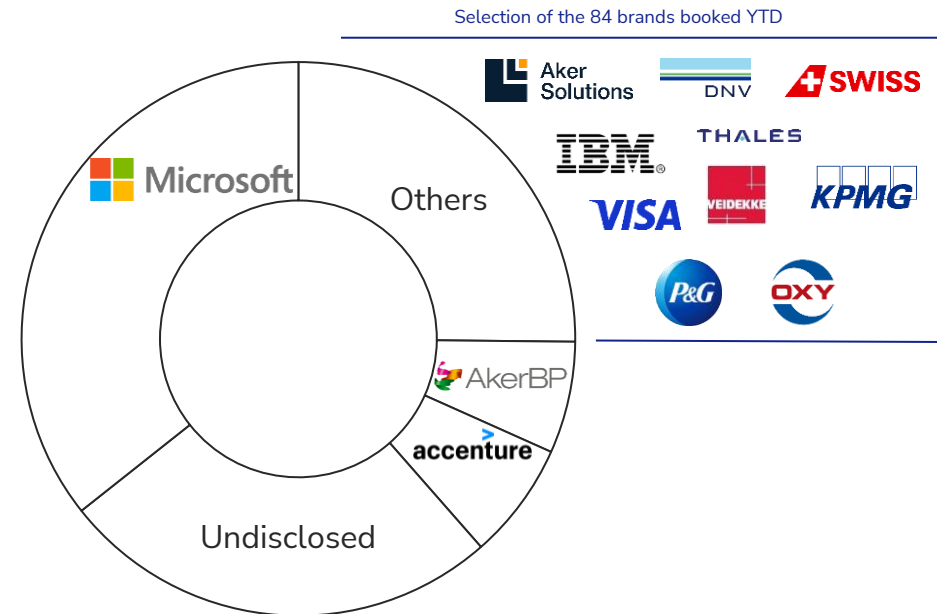 Selection of the 84 brands booked YTD
Aker
Solutions
DNV
SWISS
IBM®
THALES
Microsoft
Others
VISA
VEIDEKKE
KPMG
P&G
OXY
AkerBP
accenture
Undisclosed